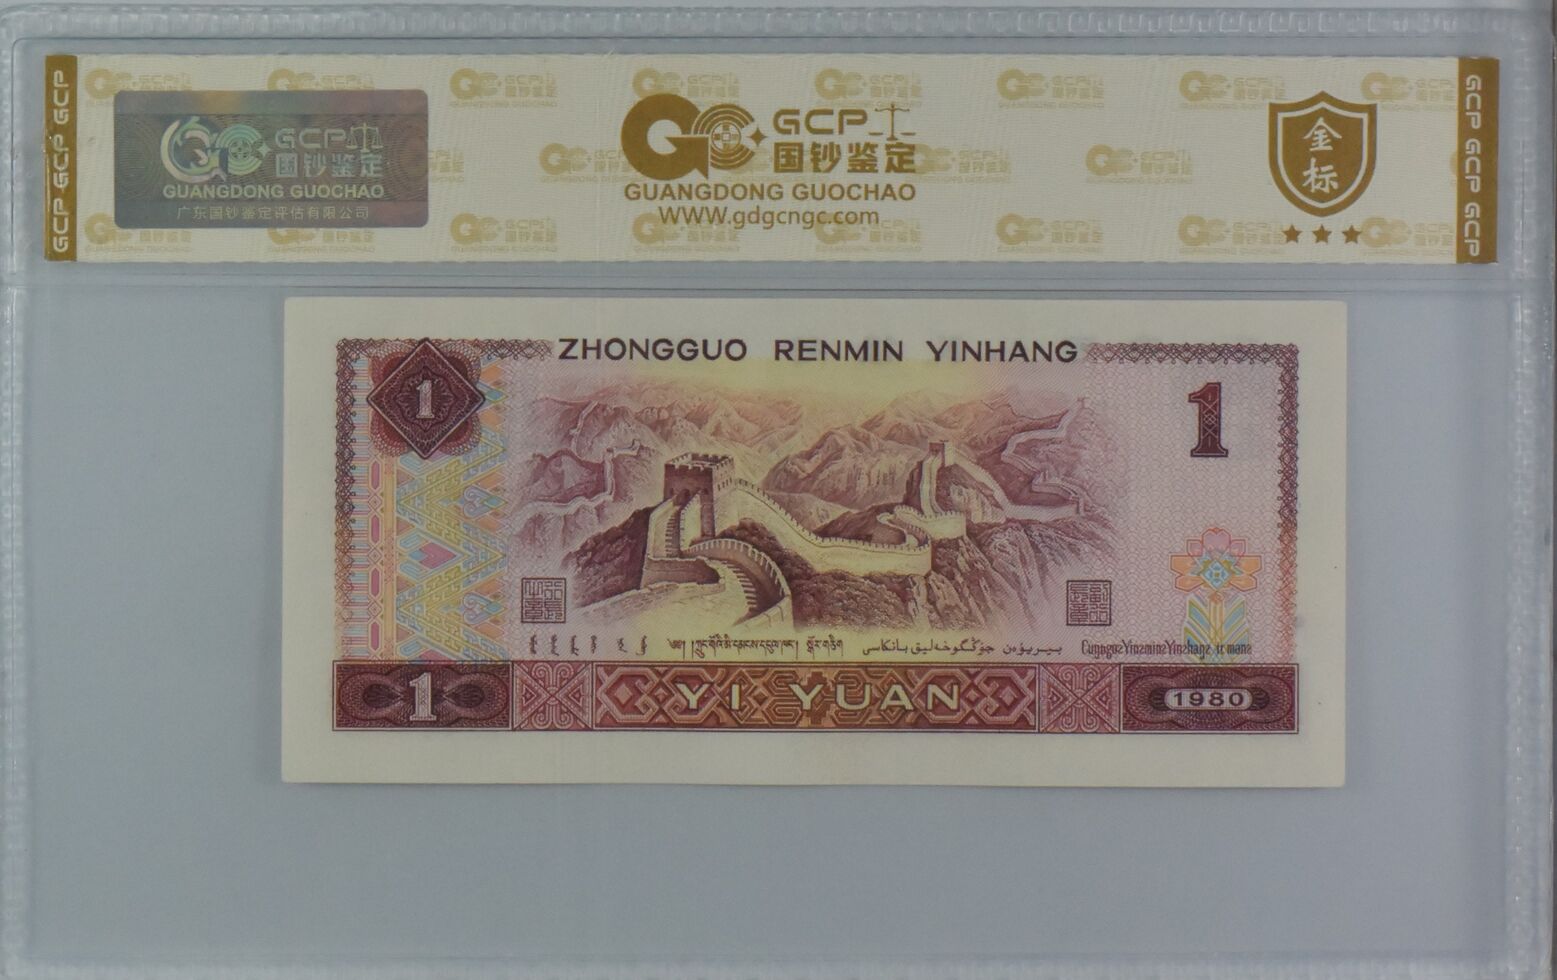 GCP GCP GCP
GCP
国钞鉴定
GUANGDONG GUOCHAO
广东国钞鉴定评估有限公司
GCP
国钞鉴定
GUANGDONG GUOCHAO
WWW.gdgcngc.com
金标
GCP GCP GCP
ZHONGGUO RENMIN YINHANG
1
1
YI YUAN
1
1980